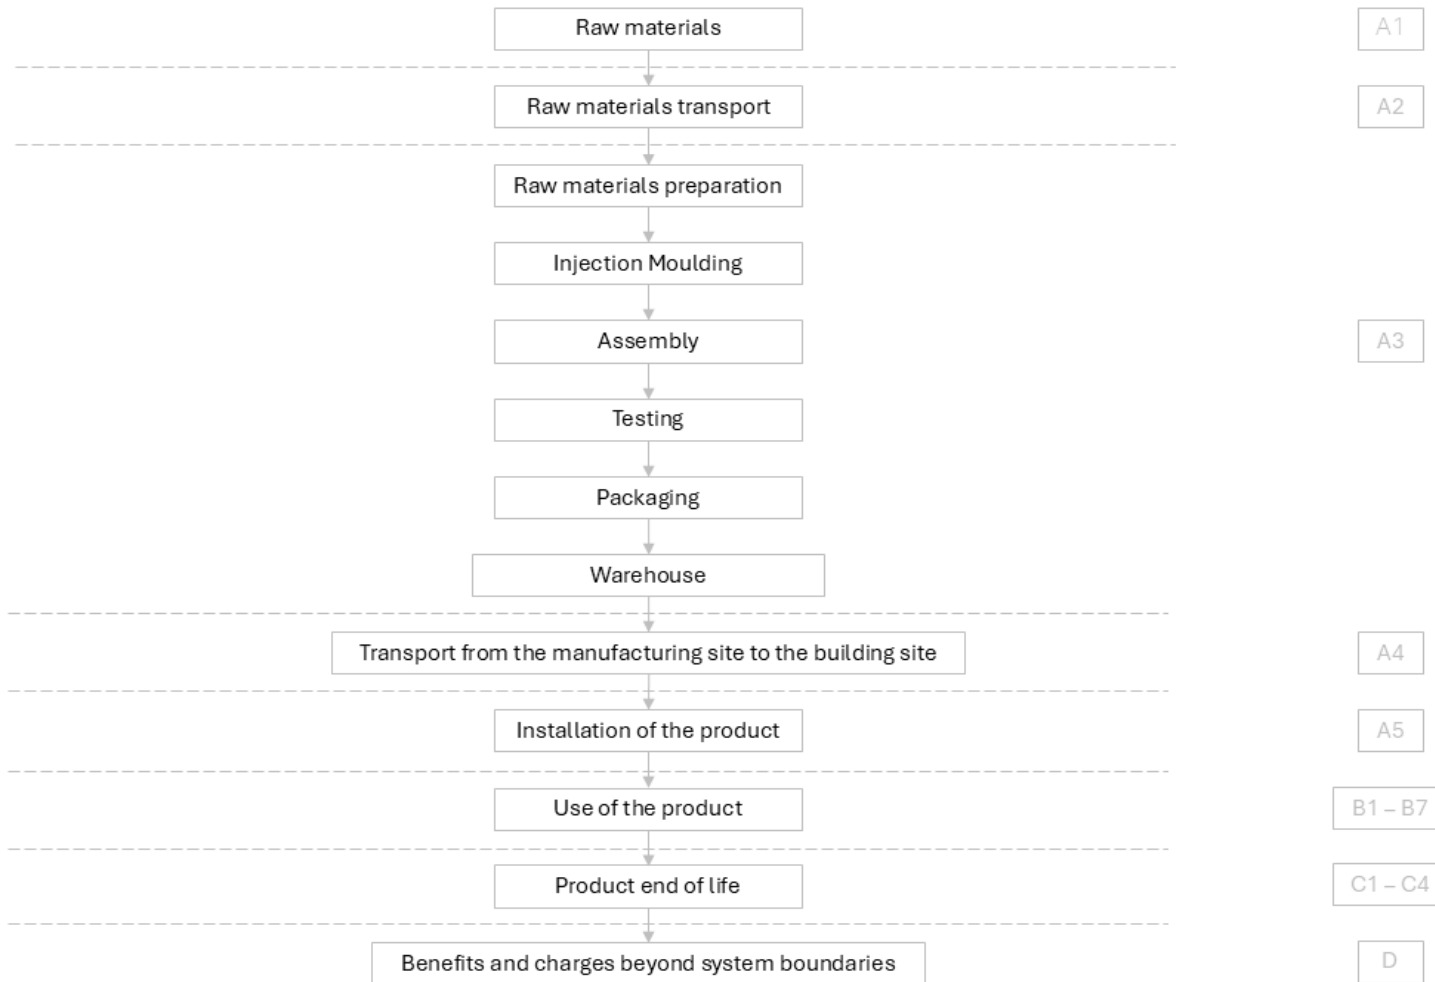 Raw materials
A1
Raw materials transport
A2
Raw materials preparation
Injection Moulding
Assembly
A3
Testing
Packaging
Warehouse
Transport from the manufacturing site to the building site
A4
Installation of the product
A5
Use of the product
B1 – B7
Product end of life
C1 – C4
Benefits and charges beyond system boundaries
D